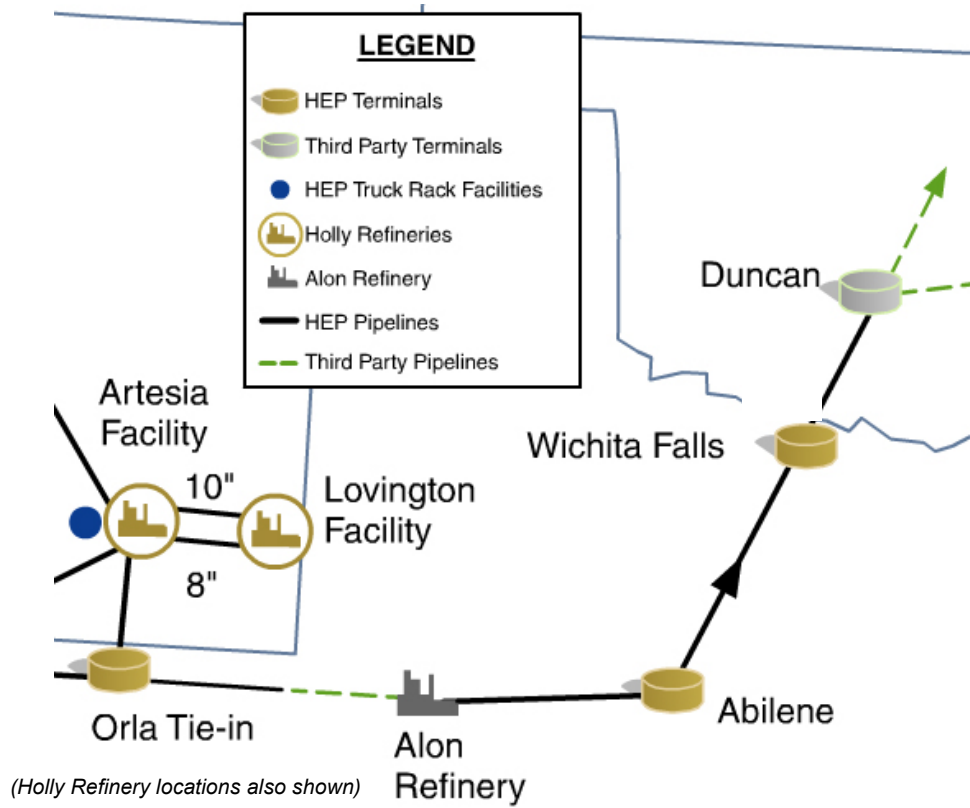 LEGEND
HEP Terminals
Third Party Terminals
HEP Truck Rack Facilities
Holly Refineries
Alon Refinery
HEP Pipelines
Third Party Pipelines
Duncan
Artesia
Facility
Wichita Falls
10"
Lovington
Facility
8"
Orla Tie-in
Abilene
Alon
Refinery
(Holly Refinery locations also shown)